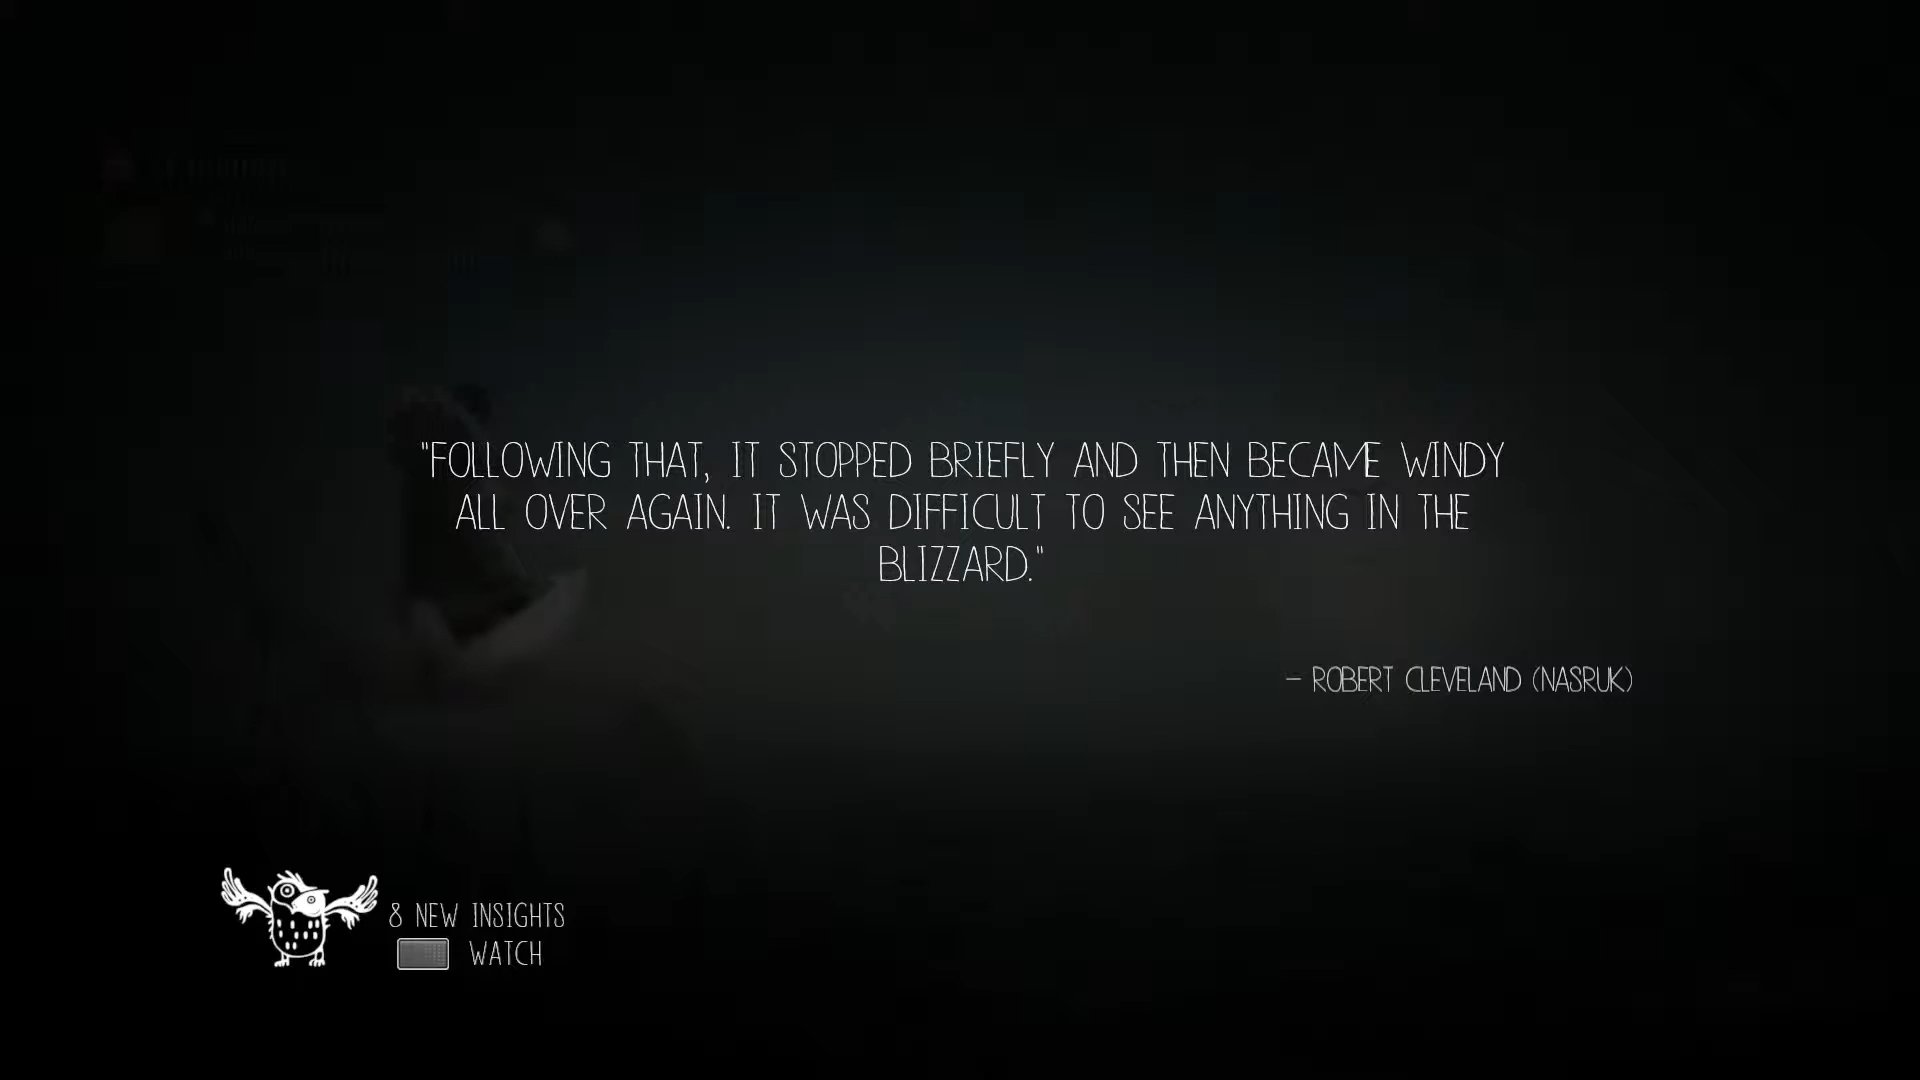 "FOLLOWING THAT, IT STOPPED BRIEFLY AND THEN BECAME WINDY
ALL OVER AGAIN. IT WAS DIFFICULT TO SEE ANYTHING IN THE
BLIZZARD."
– ROBERT CLEVELAND (NASRUK)
8 NEW INSIGHTS
WATCH